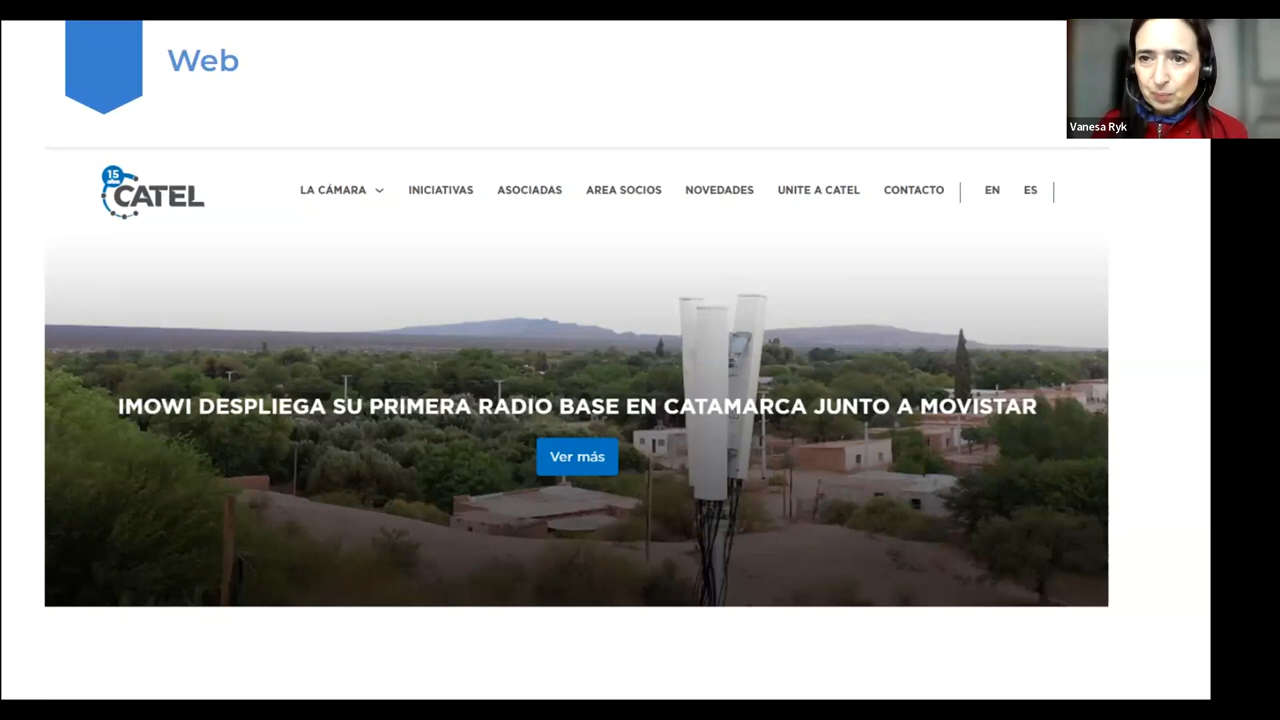 Web
Vanesa Ryk
15
años
CATEL
LA CÁMARA
INICIATIVAS
ASOCIADAS
AREA SOCIOS
NOVEDADES
UNITE A CATEL
CONTACTO
EN
ES
IMOWI DESPLIEGA SU PRIMERA RADIO BASE EN CATAMARCA JUNTO A MOVISTAR
Ver más